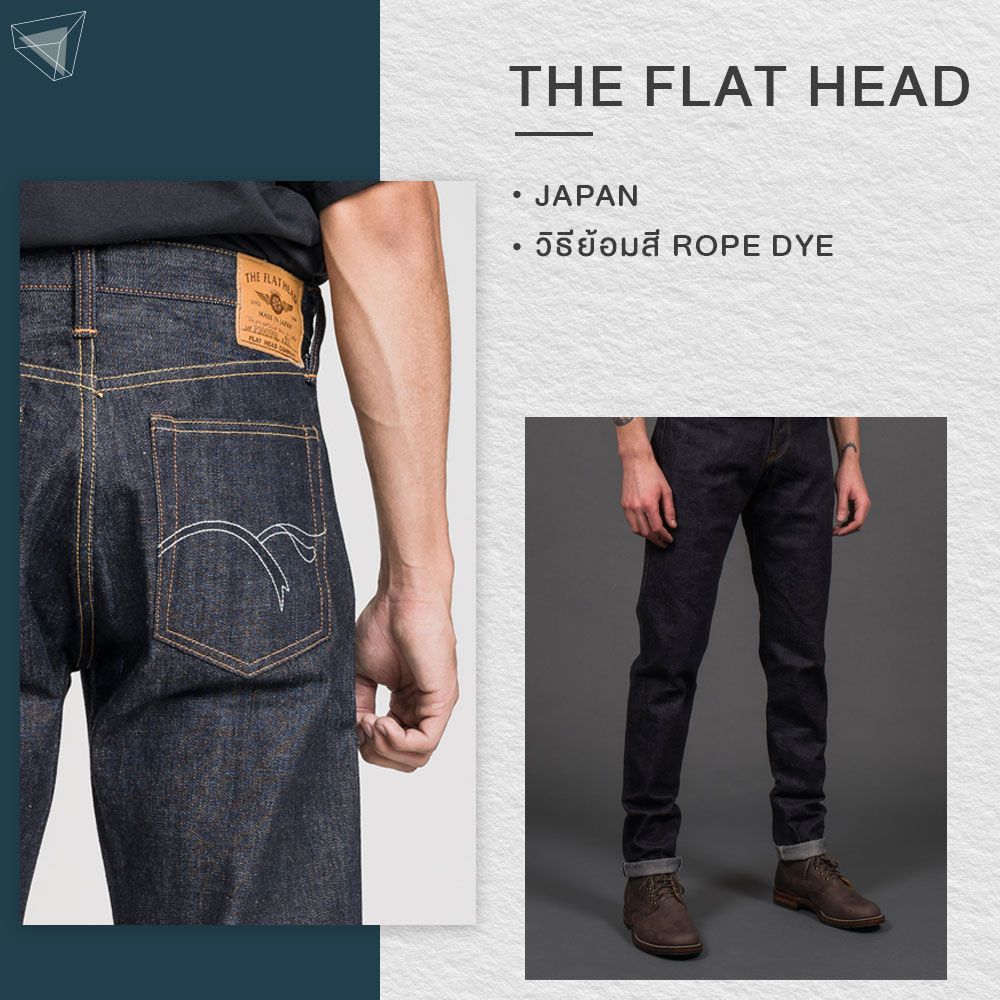 THE FLAT HEAD
• JAPAN
• วิธีย้อมสี ROPE DYE
THE FLAT HEAD
MADE IN JAPAN
FLAT HEAD